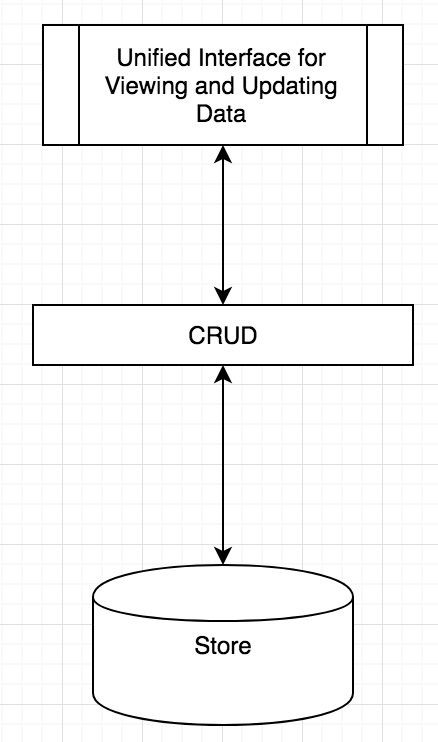 Unified Interface for
Viewing and Updating
Data
CRUD
Store